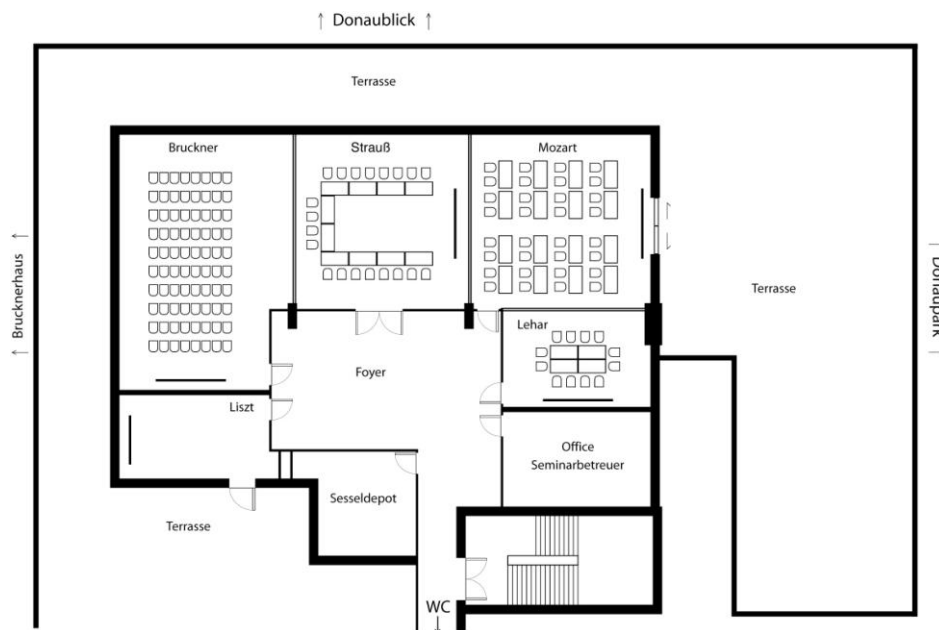 ↑ Donaublick ↑
Terrasse
Bruckner
Strauß
Mozart
Brucknerhaus
Donaupark
Terrasse
Lehar
Foyer
Liszt
Office
Seminarbetreuer
Sesseldepot
Terrasse
WC